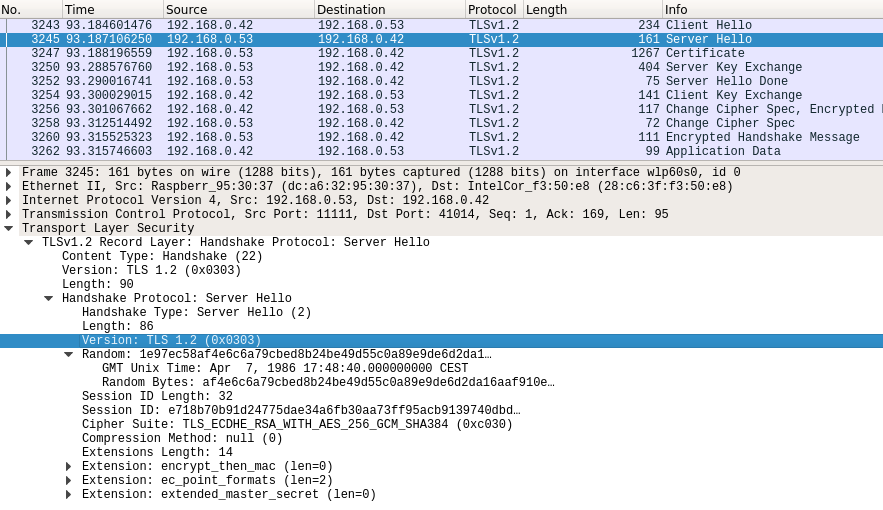 No. Time Source Destination Protocol Length Info
3243 93.184601476 192.168.0.42 192.168.0.53 TLSv1.2 234 Client Hello
3245 93.187106250 192.168.0.53 192.168.0.42 TLSv1.2 161 Server Hello
3247 93.188196559 192.168.0.53 192.168.0.42 TLSv1.2 1267 Certificate
3250 93.288576760 192.168.0.53 192.168.0.42 TLSv1.2 404 Server Key Exchange
3252 93.290016741 192.168.0.53 192.168.0.42 TLSv1.2 75 Server Hello Done
3254 93.300029015 192.168.0.42 192.168.0.53 TLSv1.2 141 Client Key Exchange
3256 93.301067662 192.168.0.42 192.168.0.53 TLSv1.2 117 Change Cipher Spec, Encrypted
3258 93.312514492 192.168.0.53 192.168.0.42 TLSv1.2 72 Change Cipher Spec
3260 93.315525323 192.168.0.53 192.168.0.42 TLSv1.2 111 Encrypted Handshake Message
3262 93.315746603 192.168.0.42 192.168.0.53 TLSv1.2 99 Application Data
Frame 3245: 161 bytes on wire (1288 bits), 161 bytes captured (1288 bits) on interface wlp60s0, id 0
Ethernet II, Src: Raspberr_95:30:37 (dc:a6:32:95:30:37), Dst: IntelCor_f3:50:e8 (28:c6:3f:f3:50:e8)
Internet Protocol Version 4, Src: 192.168.0.53, Dst: 192.168.0.42
Transmission Control Protocol, Src Port: 11111, Dst Port: 41014, Seq: 1, Ack: 169, Len: 95
Transport Layer Security
TLSv1.2 Record Layer: Handshake Protocol: Server Hello
Content Type: Handshake (22)
Version: TLS 1.2 (0x0303)
Length: 90
Handshake Protocol: Server Hello
Handshake Type: Server Hello (2)
Length: 86
Version: TLS 1.2 (0x0303)
Random: 1e97ec58af4e6c6a79cbed8b24be49d55c0a89e9de6d2da1…
GMT Unix Time: Apr  7, 1986 17:48:40.000000000 CEST
Random Bytes: af4e6c6a79cbed8b24be49d55c0a89e9de6d2da16aaf910e…
Session ID Length: 32
Session ID: e718b70b91d24775dae34a6fb30aa73ff95acb9139740dbd…
Cipher Suite: TLS_ECDHE_RSA_WITH_AES_256_GCM_SHA384 (0xc030)
Compression Method: null (0)
Extensions Length: 14
Extension: encrypt_then_mac (len=0)
Extension: ec_point_formats (len=2)
Extension: extended_master_secret (len=0)